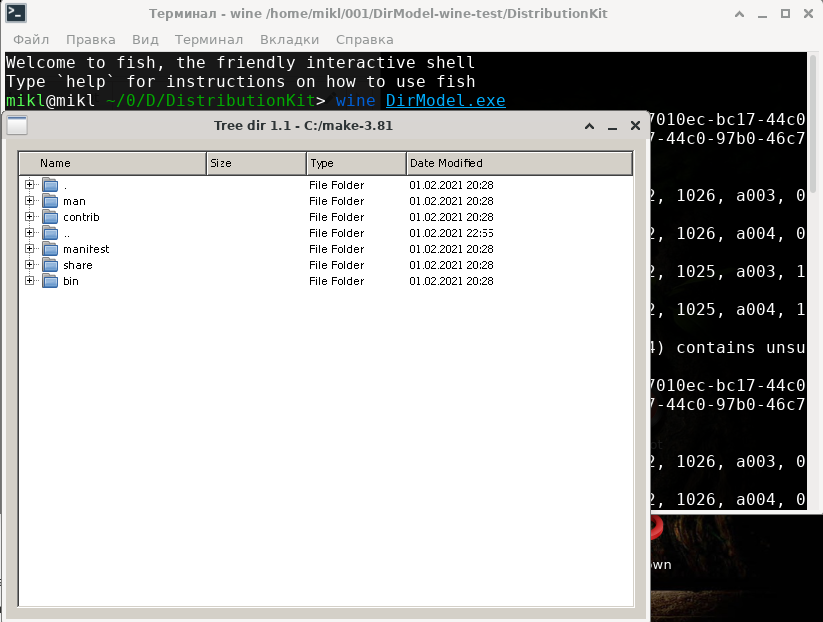 Терминал - wine /home/mikl/001/DirModel-wine-test/DistributionKit
Файл Правка Вид Терминал Вкладки Справка
Welcome to fish, the friendly interactive shell
Type `help` for instructions on how to use fish
mikl@mikl ~/0/D/DistributionKit> wine DirModel.exe
7010ec-bc17-44c0
Tree dir 1.1 - C:/make-3.81
7-44c0-97b0-46c7
Name Size Type Date Modified
. File Folder 01.02.2021 20:28
2, 1026, a003, 0
man File Folder 01.02.2021 20:28
contrib File Folder 01.02.2021 20:28
.. File Folder 01.02.2021 22:55
2, 1026, a004, 0
manifest File Folder 01.02.2021 20:28
share File Folder 01.02.2021 20:28
2, 1025, a003, 1
bin File Folder 01.02.2021 20:28
2, 1025, a004, 1
4) contains unsu
7010ec-bc17-44c0
7-44c0-97b0-46c7
2, 1026, a003, 0
2, 1026, a004, 0
own